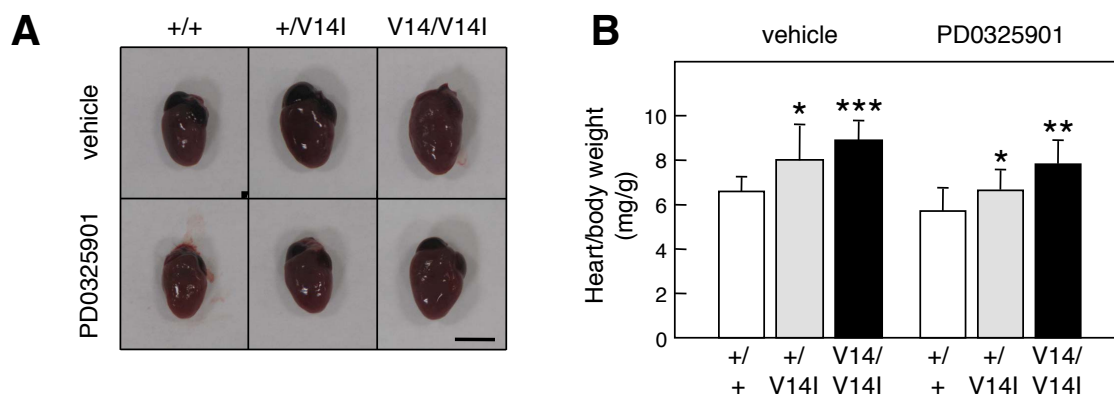 A
+/+ +/V14I V14/V14I
vehicle
PD0325901
B
vehicle PD0325901
Heart/body weight
(mg/g)
10
8
6
4
2
0
* *** * **
+/ +/ V14/ +/ +/ V14/
+ V14I V14I + V14I V14I